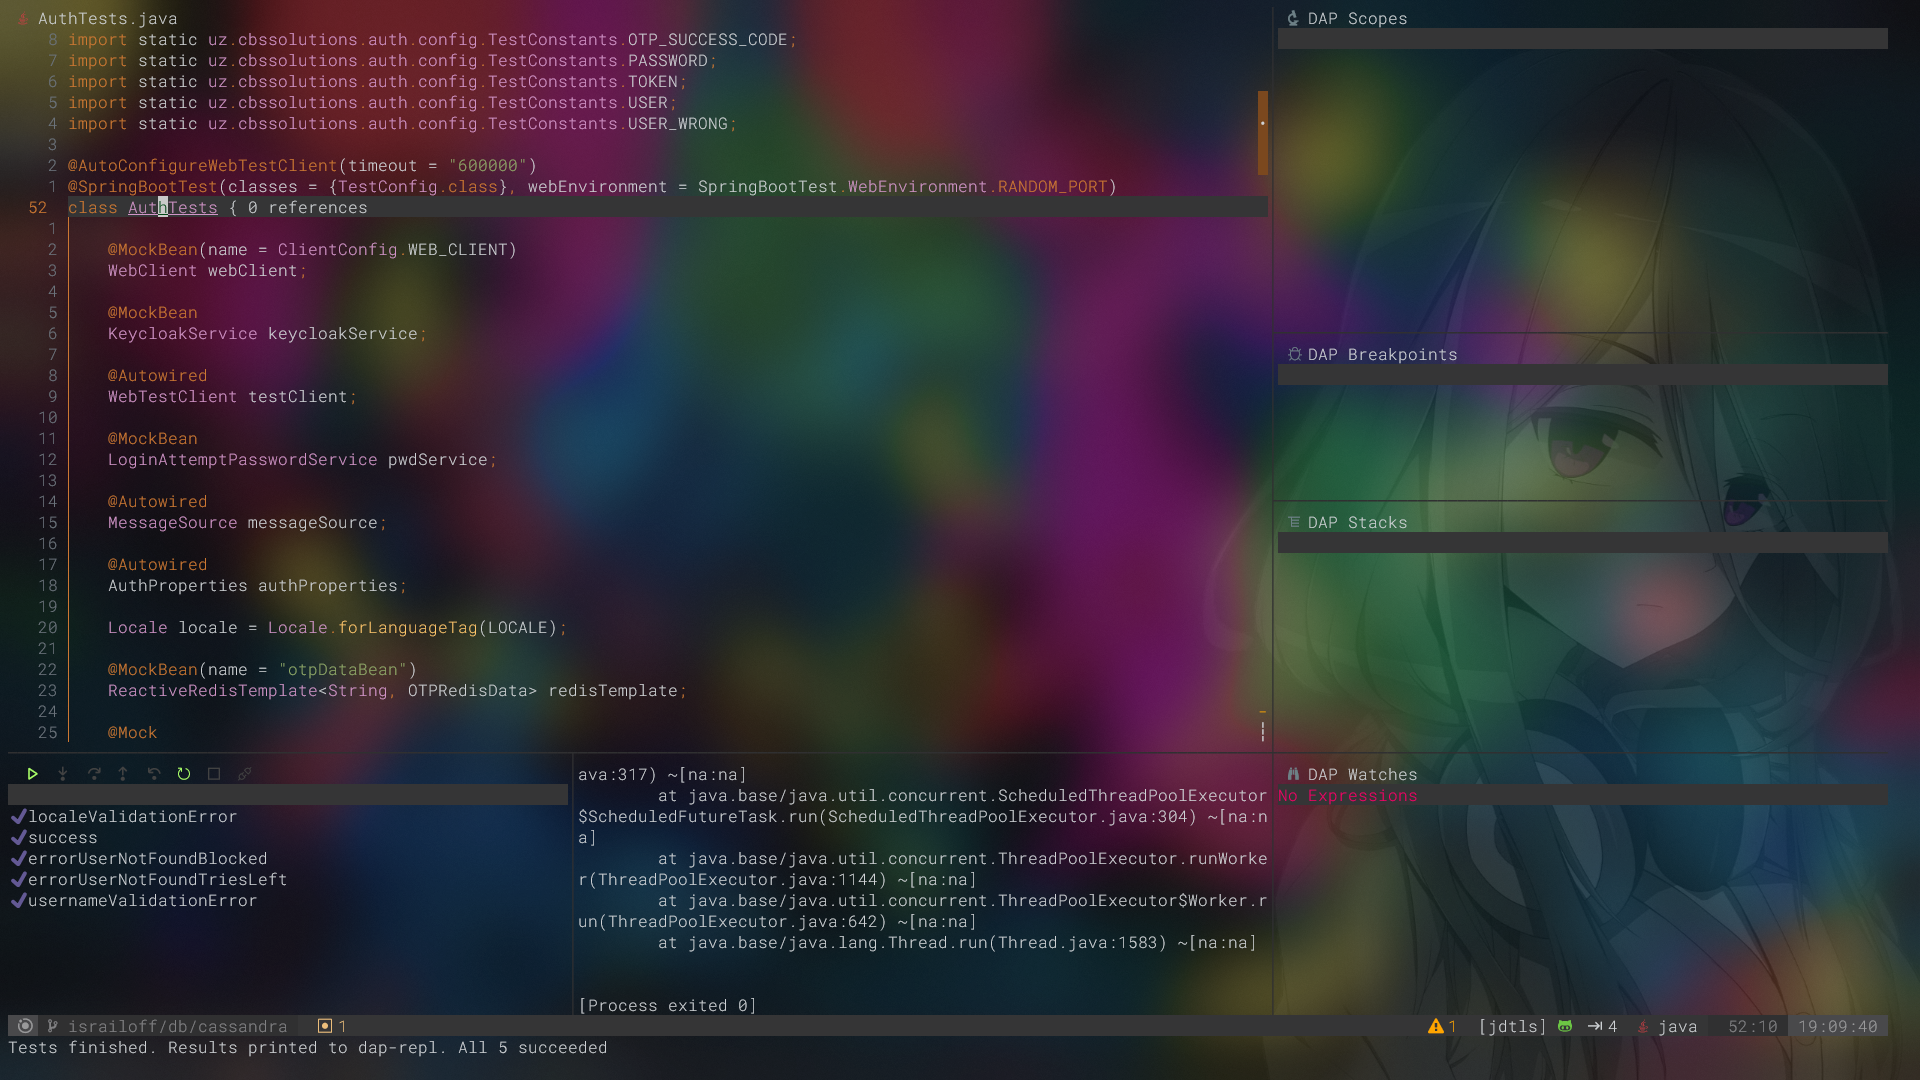 AuthTests.java
8 import static uz.cbssolutions.auth.config.TestConstants.OTP_SUCCESS_CODE;
7 import static uz.cbssolutions.auth.config.TestConstants.PASSWORD;
6 import static uz.cbssolutions.auth.config.TestConstants.TOKEN;
5 import static uz.cbssolutions.auth.config.TestConstants.USER;
4 import static uz.cbssolutions.auth.config.TestConstants.USER_WRONG;
3
2 @AutoConfigureWebTestClient(timeout = "600000")
1 @SpringBootTest(classes = {TestConfig.class}, webEnvironment = SpringBootTest.WebEnvironment.RANDOM_PORT)
52 class AuthTests { 0 references
1
2 @MockBean(name = ClientConfig.WEB_CLIENT)
3 WebClient webClient;
4
5 @MockBean
6 KeycloakService keycloakService;
7
8 @Autowired
9 WebTestClient testClient;
10
11 @MockBean
12 LoginAttemptPasswordService pwdService;
13
14 @Autowired
15 MessageSource messageSource;
16
17 @Autowired
18 AuthProperties authProperties;
19
20 Locale locale = Locale.forLanguageTag(LOCALE);
21
22 @MockBean(name = "otpDataBean")
23 ReactiveRedisTemplate<String, OTPRedisData> redisTemplate;
24
25 @Mock
DAP Scopes
DAP Breakpoints
DAP Stacks
localeValidationError
success
errorUserNotFoundBlocked
errorUserNotFoundTriesLeft
usernameValidationError
ava:317) ~[na:na]
at java.base/java.util.concurrent.ScheduledThreadPoolExecutor
$ScheduledFutureTask.run(ScheduledThreadPoolExecutor.java:304) ~[na:n
a]
at java.base/java.util.concurrent.ThreadPoolExecutor.runWorke
r(ThreadPoolExecutor.java:1144) ~[na:na]
at java.base/java.util.concurrent.ThreadPoolExecutor$Worker.r
un(ThreadPoolExecutor.java:642) ~[na:na]
at java.base/java.lang.Thread.run(Thread.java:1583) ~[na:na]
[Process exited 0]
DAP Watches
No Expressions
israiloff/db/cassandra 1 1 [jdtls] 4 java 52:10 19:09:40
Tests finished. Results printed to dap-repl. All 5 succeeded